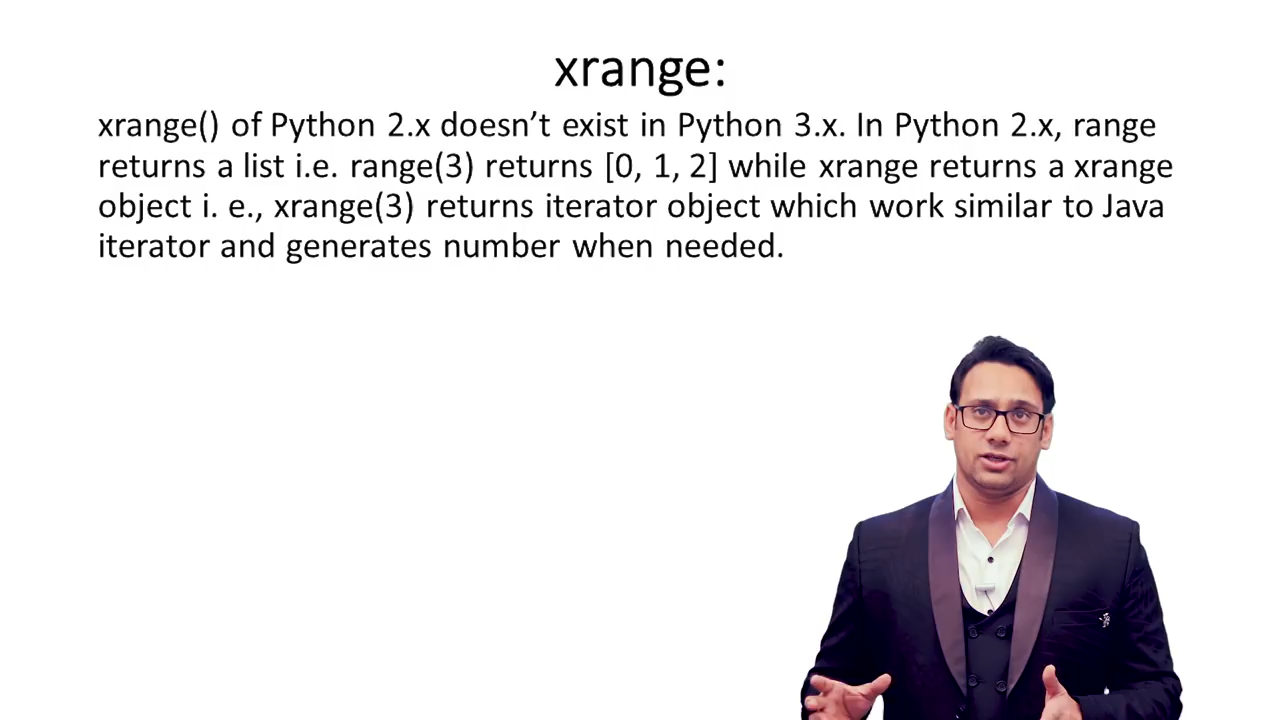 xrange:
xrange() of Python 2.x doesn’t exist in Python 3.x. In Python 2.x, range
returns a list i.e. range(3) returns [0, 1, 2] while xrange returns a xrange
object i. e., xrange(3) returns iterator object which work similar to Java
iterator and generates number when needed.